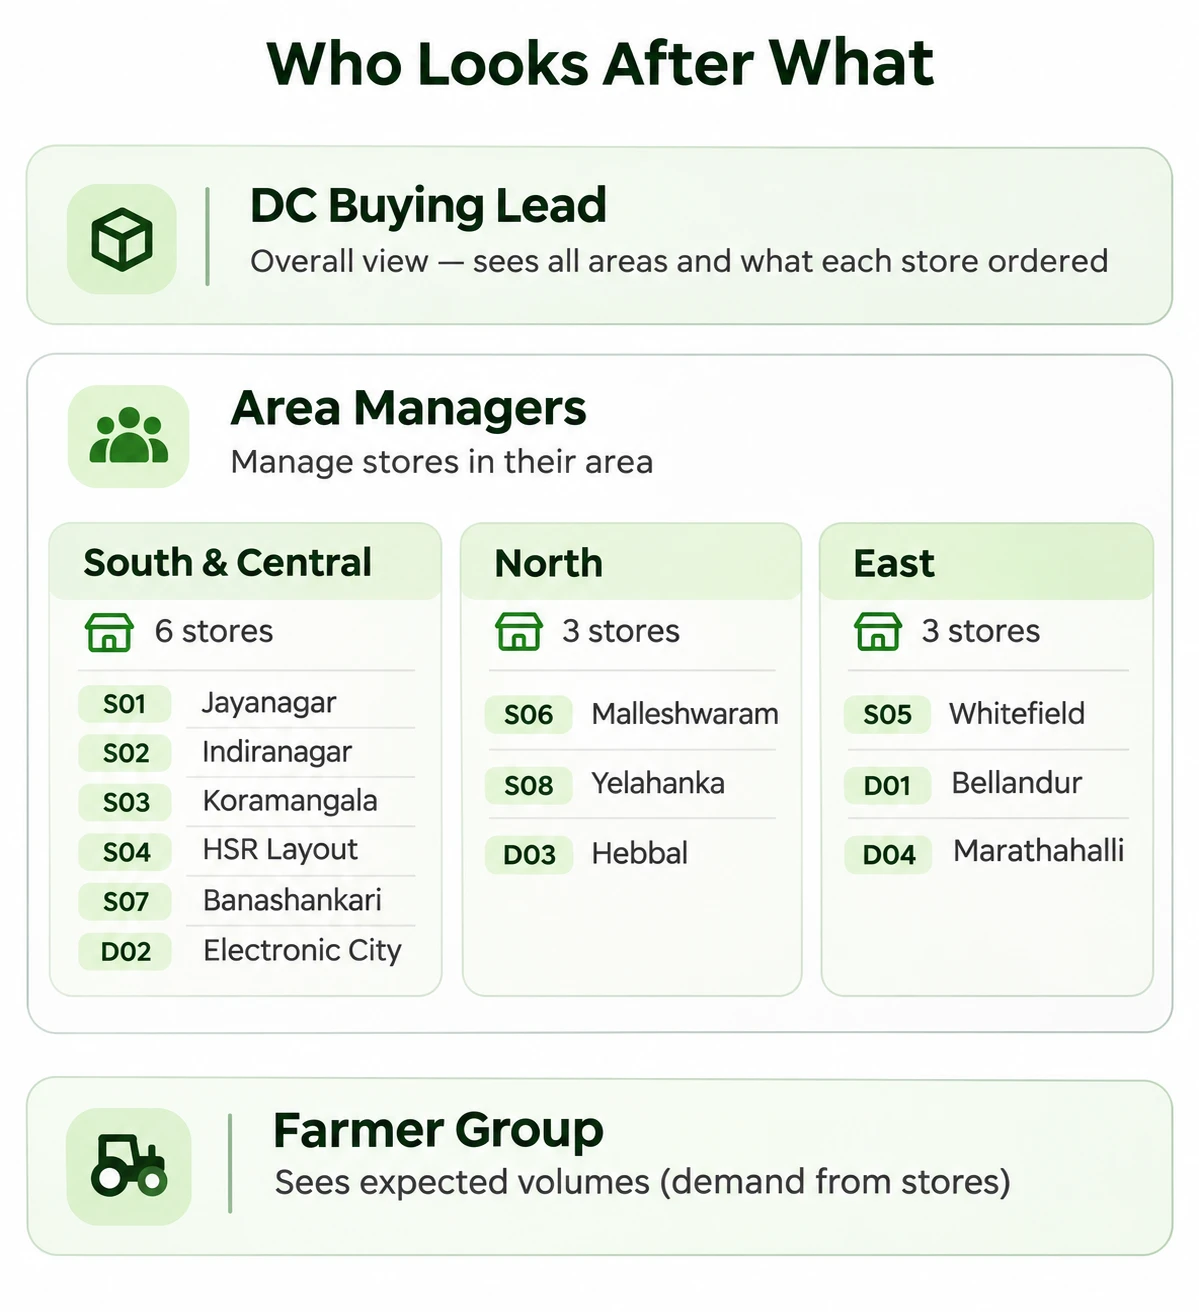 Who Looks After What
DC Buying Lead
Overall view — sees all areas and what each store ordered
Area Managers
Manage stores in their area
South & Central
6 stores
S01 Jayanagar
S02 Indiranagar
S03 Koramangala
S04 HSR Layout
S07 Banashankari
D02 Electronic City
North
3 stores
S06 Malleshwaram
S08 Yelahanka
D03 Hebbal
East
3 stores
S05 Whitefield
D01 Bellandur
D04 Marathahalli
Farmer Group
Sees expected volumes (demand from stores)